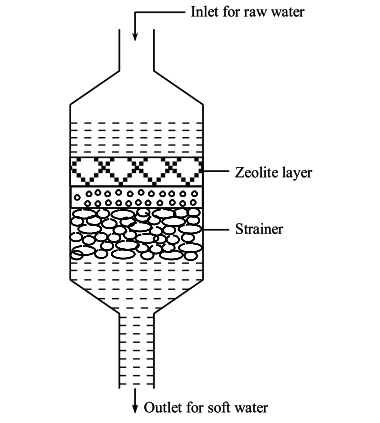 Inlet for raw water
Zeolite layer
Strainer
Outlet for soft water